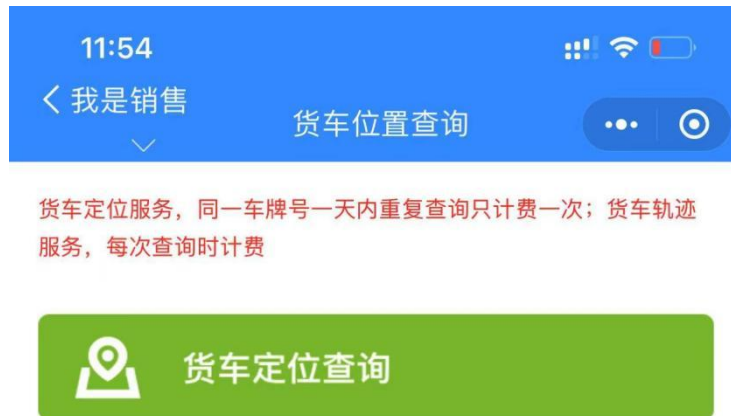 11:54
我是销售
货车位置查询
货车定位服务，同一车牌号一天内重复查询只计费一次；货车轨迹
服务，每次查询时计费
货车定位查询